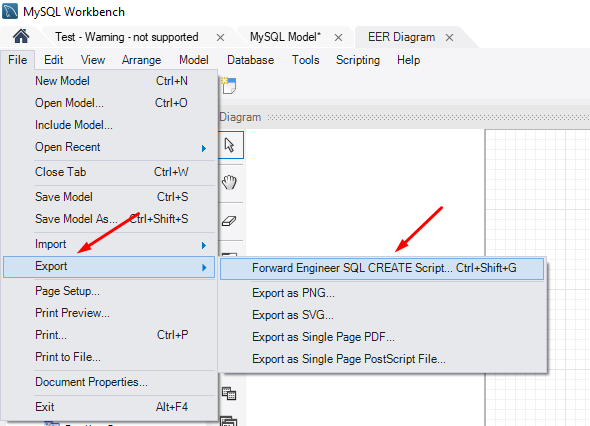 MySQL Workbench
Test - Warning - not supported
MySQL Model*
EER Diagram
File Edit View Arrange Model Database Tools Scripting Help
New Model Ctrl+N
Open Model... Ctrl+O
Include Model...
Open Recent
Close Tab Ctrl+W
Save Model Ctrl+S
Save Model As... Ctrl+Shift+S
Import
Export
Page Setup...
Print Preview...
Print... Ctrl+P
Print to File...
Document Properties...
Exit Alt+F4
Diagram
Forward Engineer SQL CREATE Script... Ctrl+Shift+G
Export as PNG...
Export as SVG...
Export as Single Page PDF...
Export as Single Page PostScript File...